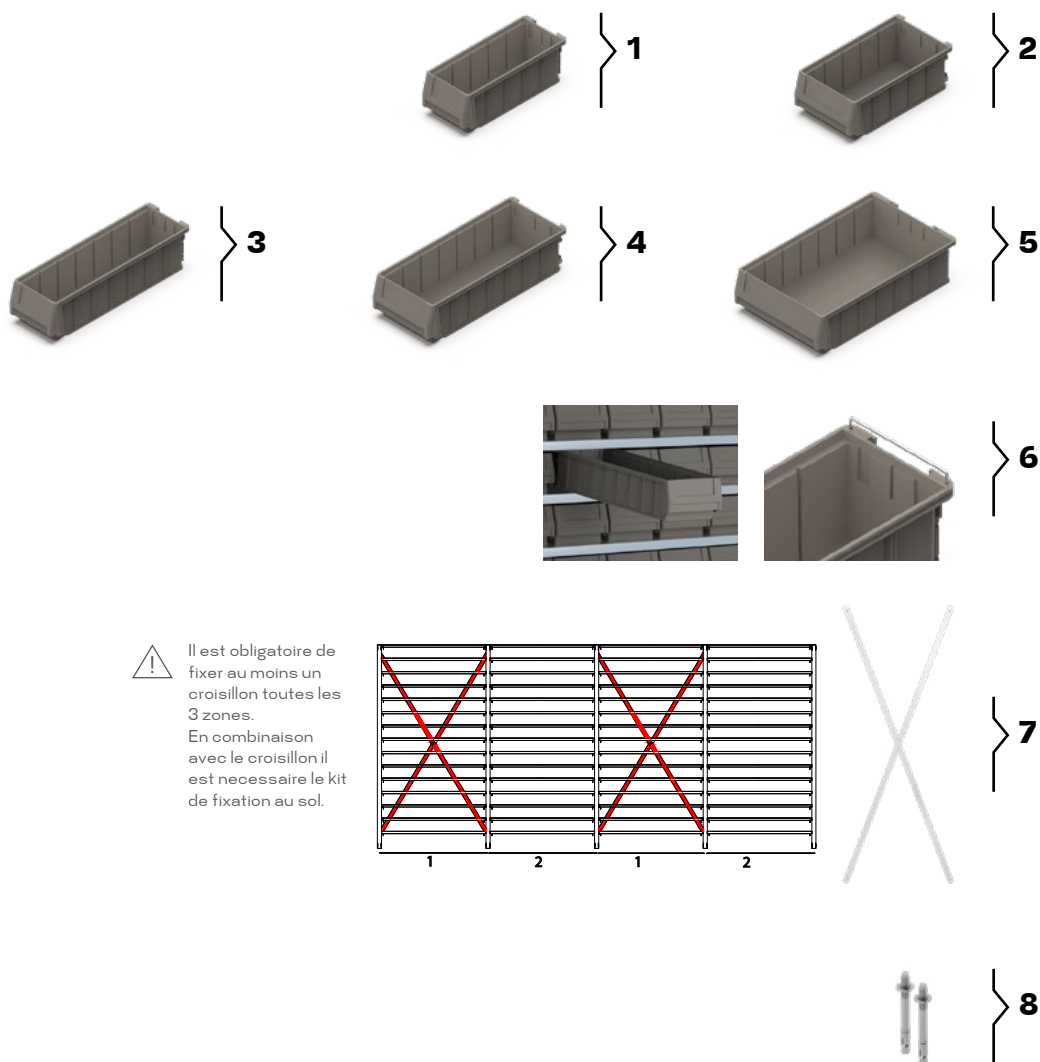 1
2
3
4
5
6
Il est obligatoire de
fixer au moins un
croisillon toutes les
3 zones.
En combinaison
avec le croisillon il
est necessaire le kit
de fixation au sol.
1 2 1 2
7
8